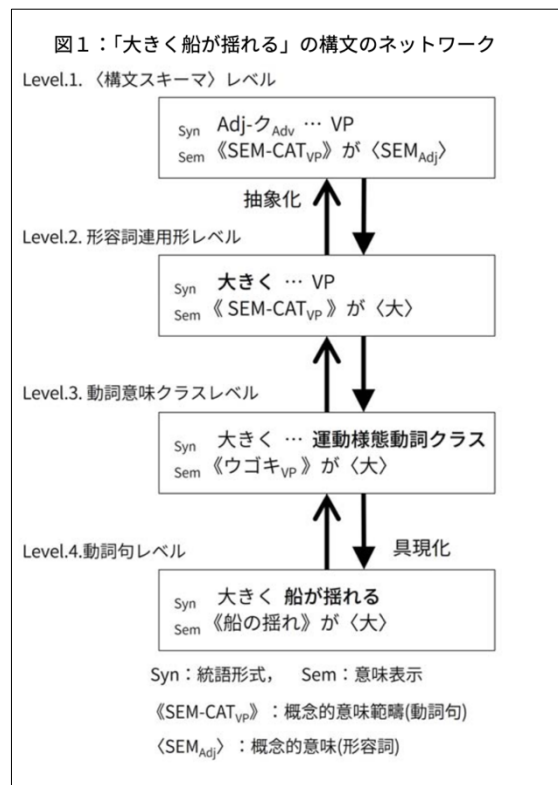 図1：「大きく船が揺れる」の構文のネットワーク
Level.1. 〈構文スキーマ〉レベル
Syn Adj-クAdv … VP
Sem 《SEM-CATVP》が〈SEMAdj〉
抽象化
Level.2. 形容詞連用形レベル
Syn 大きく … VP
Sem 《 SEM-CATVP 》が〈大〉
Level.3. 動詞意味クラスレベル
Syn 大きく … 運動様態動詞クラス
Sem 《ウゴキVP》が〈大〉
Level.4.動詞句レベル
具現化
Syn 大きく 船が揺れる
Sem 《船の揺れ》が〈大〉
Syn：統語形式， Sem：意味表示
《SEM-CATVP》：概念的意味範疇(動詞句)
〈SEMAdj〉：概念的意味(形容詞)